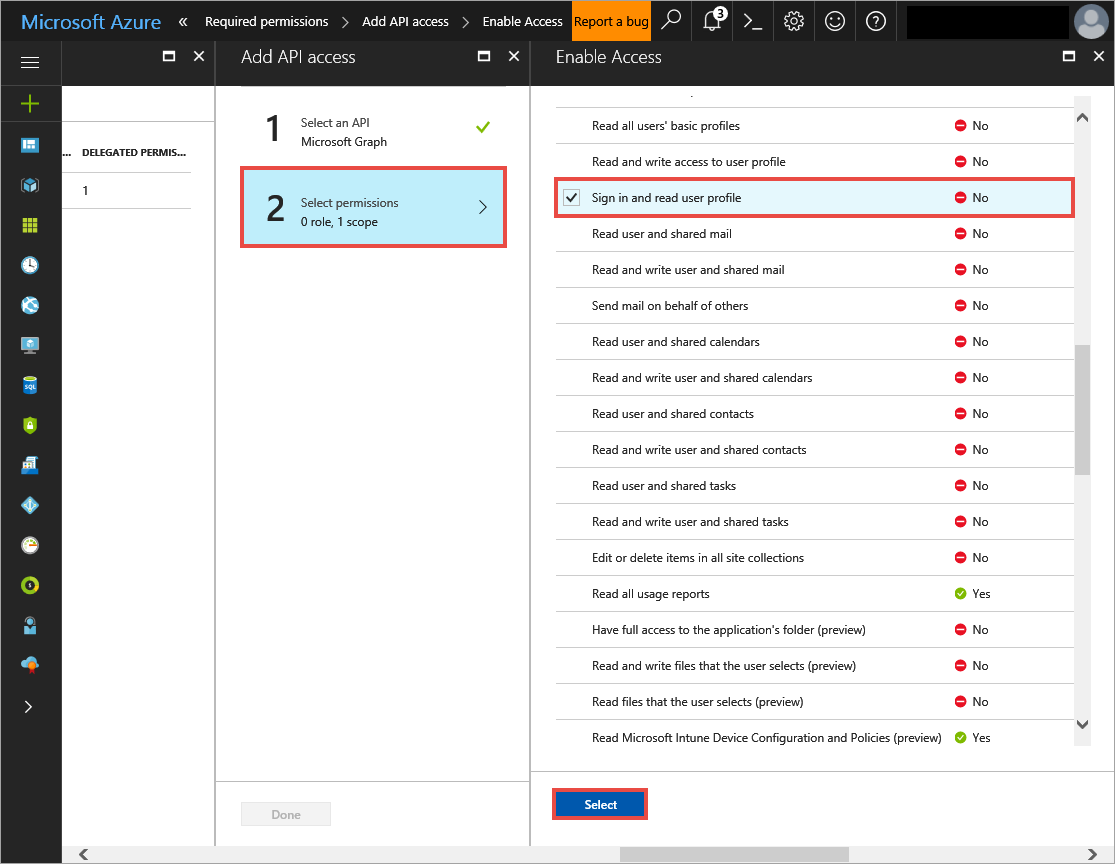 Microsoft Azure « Required permissions > Add API access > Enable Access Report a bug 3
Add API access
Enable Access
... DELEGATED PERMIS...
1
1 Select an API
Microsoft Graph
2 Select permissions
0 role, 1 scope
Done
Read all users' basic profiles No
Read and write access to user profile No
Sign in and read user profile No
Read user and shared mail No
Read and write user and shared mail No
Send mail on behalf of others No
Read user and shared calendars No
Read and write user and shared calendars No
Read user and shared contacts No
Read and write user and shared contacts No
Read user and shared tasks No
Read and write user and shared tasks No
Edit or delete items in all site collections No
Read all usage reports Yes
Have full access to the application's folder (preview) No
Read and write files that the user selects (preview) No
Read files that the user selects (preview) No
Read Microsoft Intune Device Configuration and Policies (preview) Yes
Select